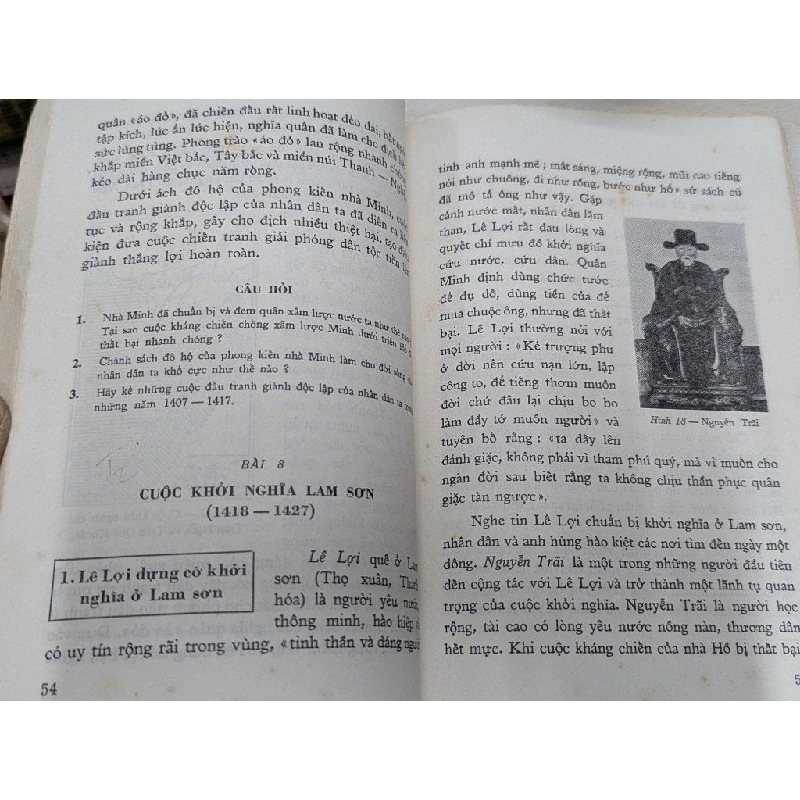 quân «áo đỏ», đã chiến đấu rất linh hoạt dẻo dai,
tập kích, lúc ẩn lúc hiện, nghĩa quân đã làm cho địch
sức lúng túng. Phong trào «áo đỏ» lan rộng nhanh
khắp miền Việt bắc, Tây bắc và miền núi Thanh — Nghệ
kéo dài hàng chục năm ròng.
Dưới ách đô hộ của phong kiến nhà Minh,
đấu tranh giành độc lập của nhân dân ta đã diễn ra
tục và rộng khắp, gây cho địch nhiều thiệt hại, tạo điều
kiện đưa cuộc chiến tranh giải phóng dân tộc tiến
giành thắng lợi hoàn toàn.
CÂU HỎI
1. Nhà Minh đã chuẩn bị và đem quân xâm lược nước ta như thế nào
Tại sao cuộc kháng chiến chống xâm lược Minh dưới triều
thất bại nhanh chóng ?
2. Chánh sách đô hộ của phong kiến nhà Minh làm cho đời sống
nhân dân ta khổ cực như thế nào ?
3. Hãy kể những cuộc đấu tranh giành độc lập của nhân dân ta
những năm 1407 — 1417.
BÀI 8
CUỘC KHỞI NGHĨA LAM SƠN
(1418 — 1427)
1. Lê Lợi dựng cờ khởi
nghĩa ở Lam sơn
Lê Lợi quê ở Lam
sơn (Thọ xuân, Thanh
hóa) là người yêu nước,
thông minh, hào hiệp
có uy tín rộng rãi trong vùng, «tinh thần và dáng người
54
tinh anh mạnh mẽ ; mắt sáng, miệng rộng, mũi cao tiếng
nói như chuông, đi như rồng, bước như hổ» sử sách cũ
đã mô tả ông như vậy. Gặp
cảnh nước mất, nhân dân lầm
than, Lê Lợi rất đau lòng và
quyết chí mưu đồ khởi nghĩa
cứu nước, cứu dân. Quân
Minh định dùng chức tước
để dụ dỗ, dùng tiền của để
mua chuộc ông, nhưng đã thất
bại. Lê Lợi thường nói với
mọi người : «Kẻ trượng phu
ở đời nên cứu nạn lớn, lập
công to, để tiếng thơm muôn
đời chứ đâu lại chịu bo bo
làm đầy tớ muôn người» và
tuyên bố rằng : «ta dấy lên
đánh giặc, không phải vì tham phú quý, mà vì muốn cho
ngàn đời sau biết rằng ta không chịu thần phục quân
giặc tàn ngược».
Hình 18 — Nguyễn Trãi
Nghe tin Lê Lợi chuẩn bị khởi nghĩa ở Lam sơn,
nhân dân và anh hùng hào kiệt các nơi tìm đến ngày một
đông. Nguyễn Trãi là một trong những người đầu tiên
đến cộng tác với Lê Lợi và trở thành một lãnh tụ quan
trọng của cuộc khởi nghĩa. Nguyễn Trãi là người học
rộng, tài cao có lòng yêu nước nồng nàn, thương dân
hết mực. Khi cuộc kháng chiến của nhà Hồ bị thất bại
5